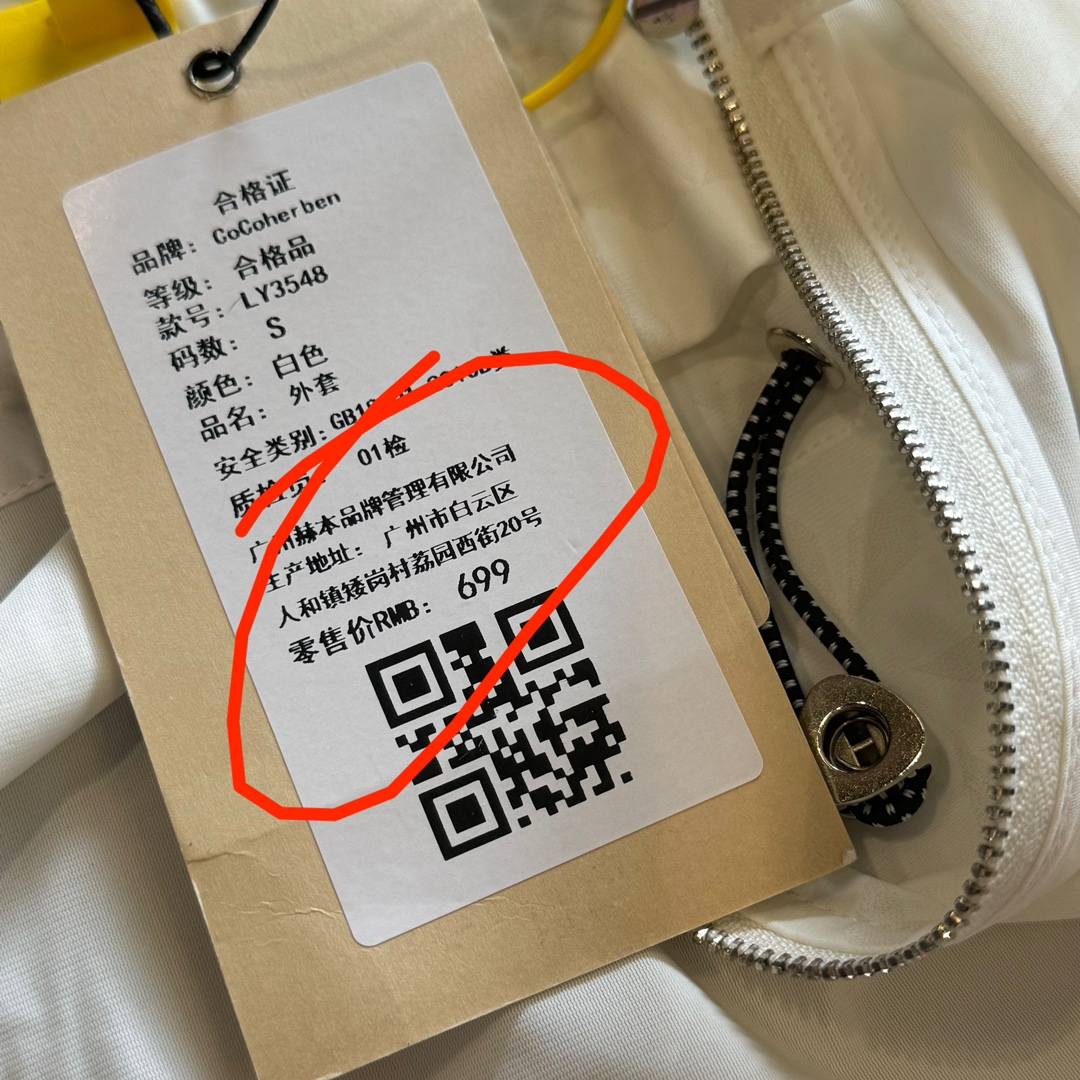 合格证
品牌: CoCoherben
等级: 合格品
款号: LY3548
码数: S
颜色: 白色
品名: 外套
安全类别:
01检
赫本品牌管理有限公司
生产地址: 广州市白云区
人和镇矮岗村荔园西街20号
零售价RMB: 699